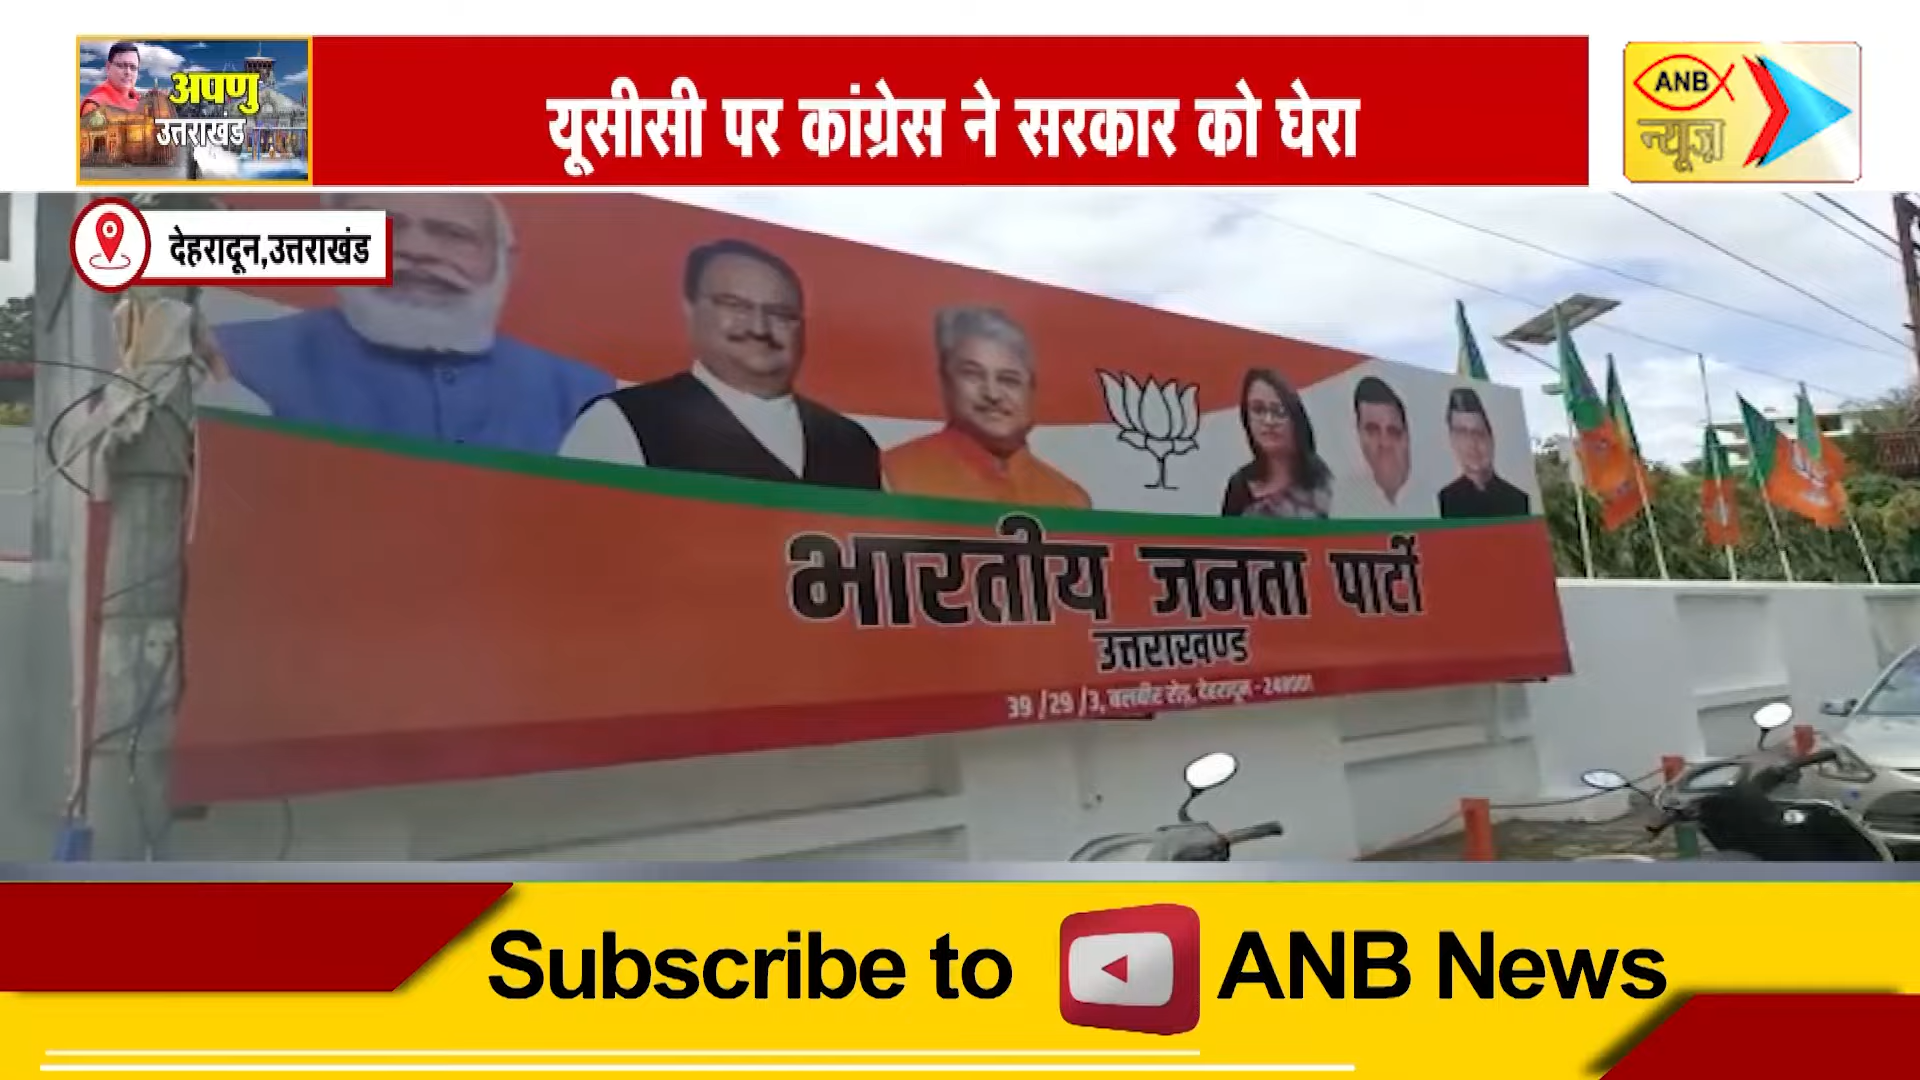 अपणु
उत्तराखंड
यूसीसी पर कांग्रेस ने सरकार को घेरा
ANB
न्यूज़
देहरादून,उत्तराखंड
भारतीय जनता पार्टी
उत्तराखण्ड
39/29/3, बलबीर रोड़, देहरादून - 248001
Subscribe to ANB News